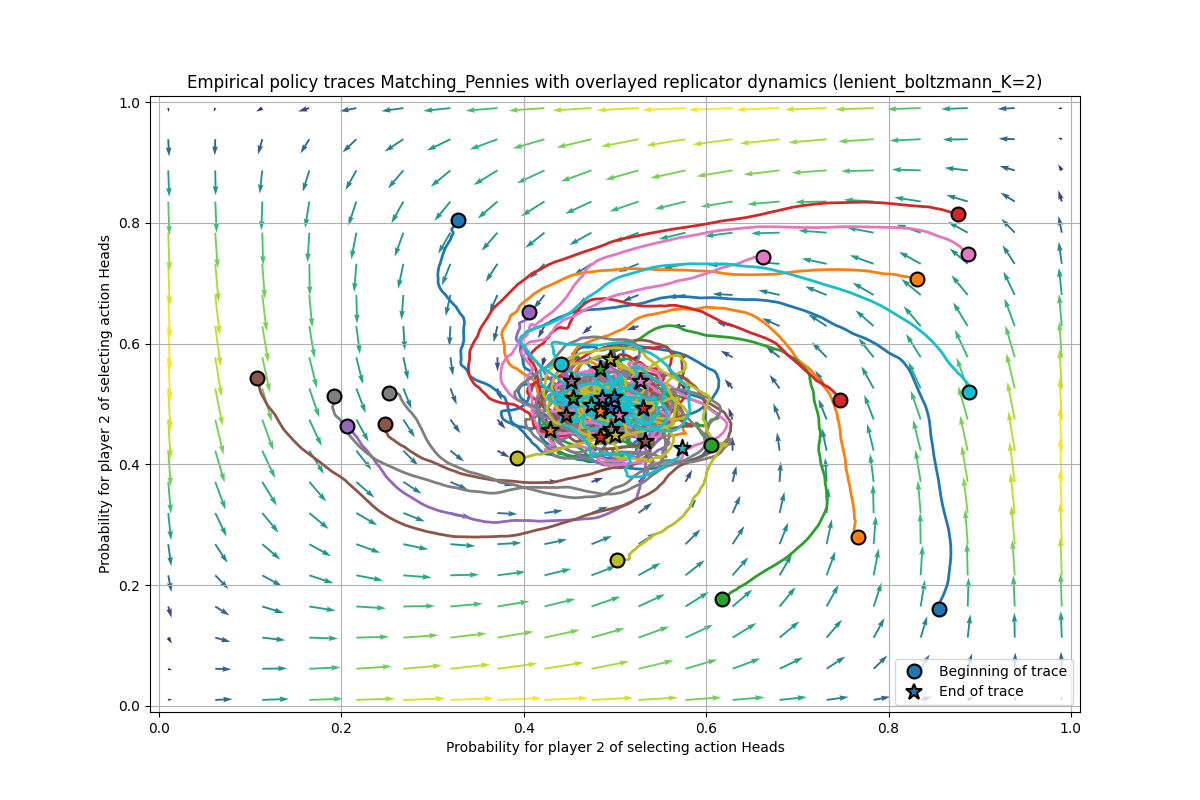 Empirical policy traces Matching_Pennies with overlayed replicator dynamics (lenient_boltzmann_K=2)
1.0
0.8
0.6
0.4
0.2
0.0
Probability for player 2 of selecting action Heads
0.0 0.2 0.4 0.6 0.8 1.0
Probability for player 2 of selecting action Heads
Beginning of trace
End of trace